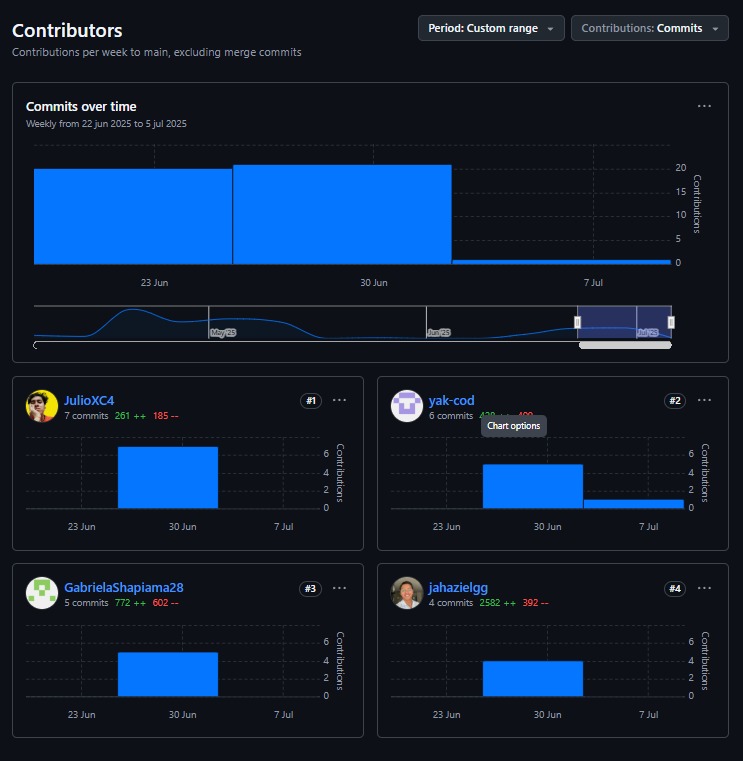 Contributors
Period: Custom range
Contributions: Commits
Contributions per week to main, excluding merge commits
Commits over time
Weekly from 22 jun 2025 to 5 jul 2025
20
15
10
5
0
Contributions
23 Jun
30 Jun
7 Jul
May '25
Jun '25
Jul '25
JulioXC4
#1
7 commits 261 ++ 185 --
6
4
2
0
Contributions
23 Jun
30 Jun
7 Jul
yak-cod
#2
6 commits
Chart options
6
4
2
0
Contributions
23 Jun
30 Jun
7 Jul
GabrielaShapiama28
#3
5 commits 772 ++ 602 --
6
4
2
0
Contributions
23 Jun
30 Jun
7 Jul
jahazielgg
#4
4 commits 2582 ++ 392 --
6
4
2
0
Contributions
23 Jun
30 Jun
7 Jul